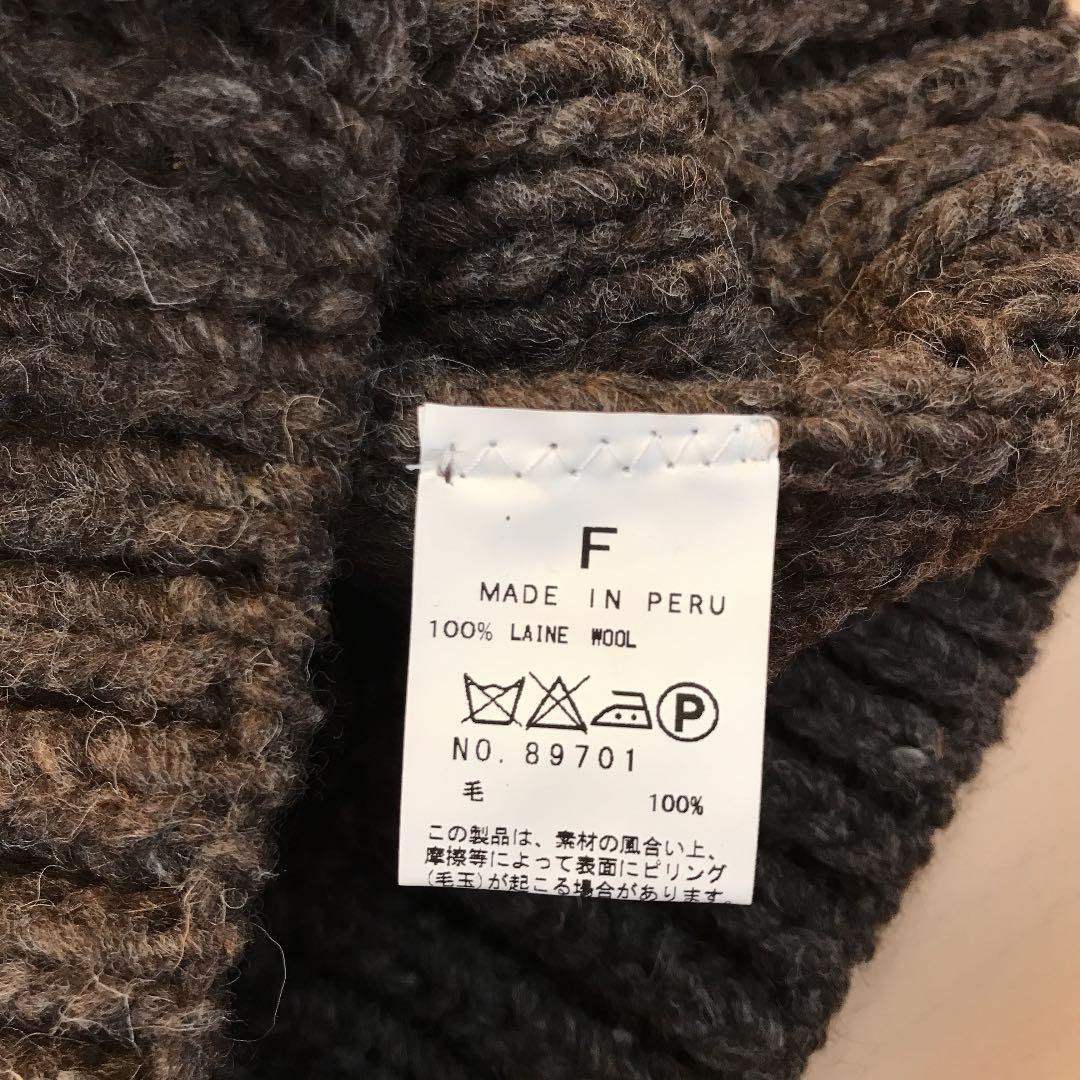 F
MADE IN PERU
100% LAINE WOOL
P
NO. 89701
毛 100%
この製品は、素材の風合い上、
摩擦等によって表面にピリング
(毛玉)が起こる場合があります。